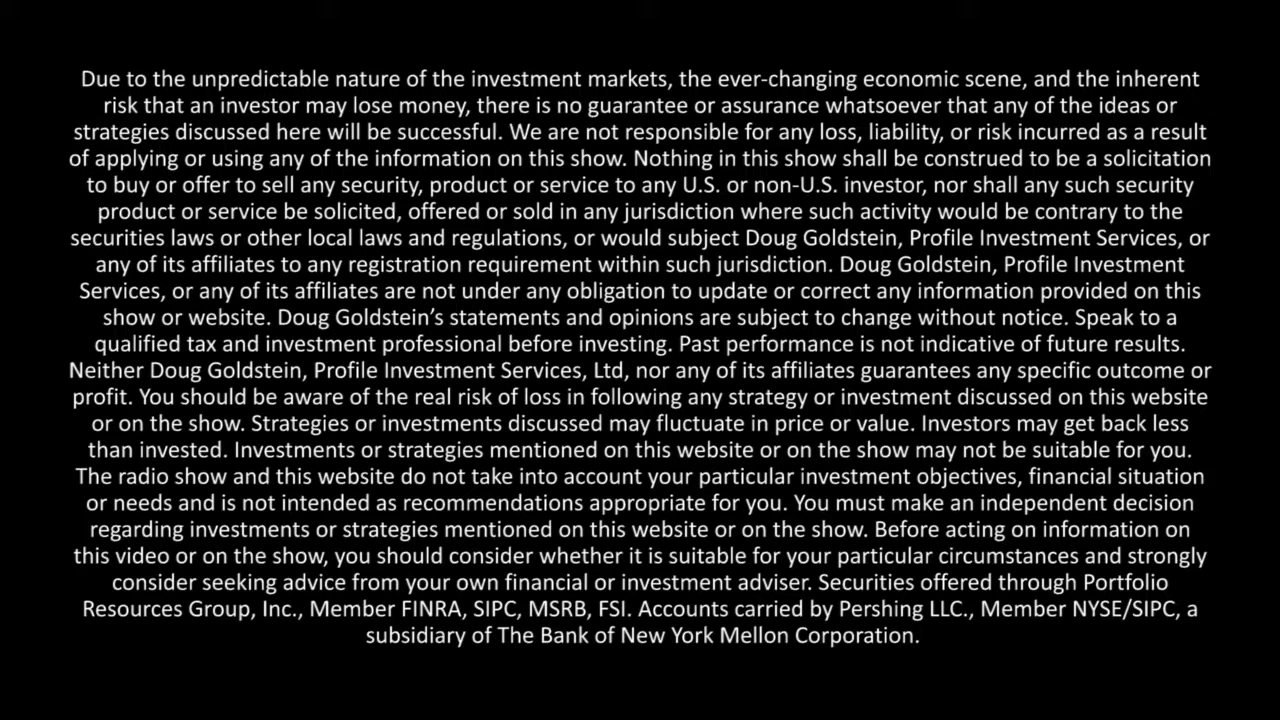 Due to the unpredictable nature of the investment markets, the ever-changing economic scene, and the inherent
risk that an investor may lose money, there is no guarantee or assurance whatsoever that any of the ideas or
strategies discussed here will be successful. We are not responsible for any loss, liability, or risk incurred as a result
of applying or using any of the information on this show. Nothing in this show shall be construed to be a solicitation
to buy or offer to sell any security, product or service to any U.S. or non-U.S. investor, nor shall any such security
product or service be solicited, offered or sold in any jurisdiction where such activity would be contrary to the
securities laws or other local laws and regulations, or would subject Doug Goldstein, Profile Investment Services, or
any of its affiliates to any registration requirement within such jurisdiction. Doug Goldstein, Profile Investment
Services, or any of its affiliates are not under any obligation to update or correct any information provided on this
show or website. Doug Goldstein’s statements and opinions are subject to change without notice. Speak to a
qualified tax and investment professional before investing. Past performance is not indicative of future results.
Neither Doug Goldstein, Profile Investment Services, Ltd, nor any of its affiliates guarantees any specific outcome or
profit. You should be aware of the real risk of loss in following any strategy or investment discussed on this website
or on the show. Strategies or investments discussed may fluctuate in price or value. Investors may get back less
than invested. Investments or strategies mentioned on this website or on the show may not be suitable for you.
The radio show and this website do not take into account your particular investment objectives, financial situation
or needs and is not intended as recommendations appropriate for you. You must make an independent decision
regarding investments or strategies mentioned on this website or on the show. Before acting on information on
this video or on the show, you should consider whether it is suitable for your particular circumstances and strongly
consider seeking advice from your own financial or investment adviser. Securities offered through Portfolio
Resources Group, Inc., Member FINRA, SIPC, MSRB, FSI. Accounts carried by Pershing LLC., Member NYSE/SIPC, a
subsidiary of The Bank of New York Mellon Corporation.